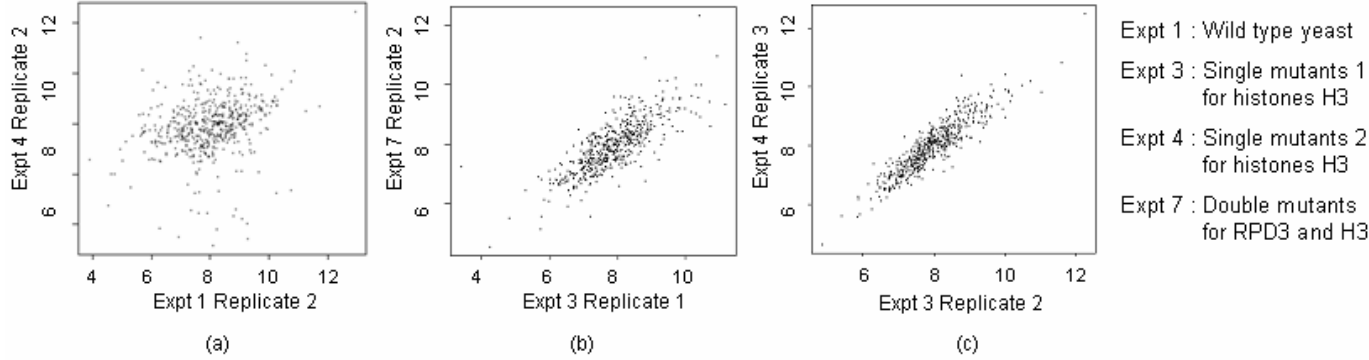 12
10
8
6
Expt 4 Replicate 2
4 6 8 10 12
Expt 1 Replicate 2
(a)
12
10
8
6
Expt 7 Replicate 2
4 6 8 10
Expt 3 Replicate 1
(b)
12
10
8
6
Expt 4 Replicate 3
6 8 10 12
Expt 3 Replicate 2
(c)
Expt 1 : Wild type yeast
Expt 3 : Single mutants 1
for histones H3
Expt 4 : Single mutants 2
for histones H3
Expt 7 : Double mutants
for RPD3 and H3